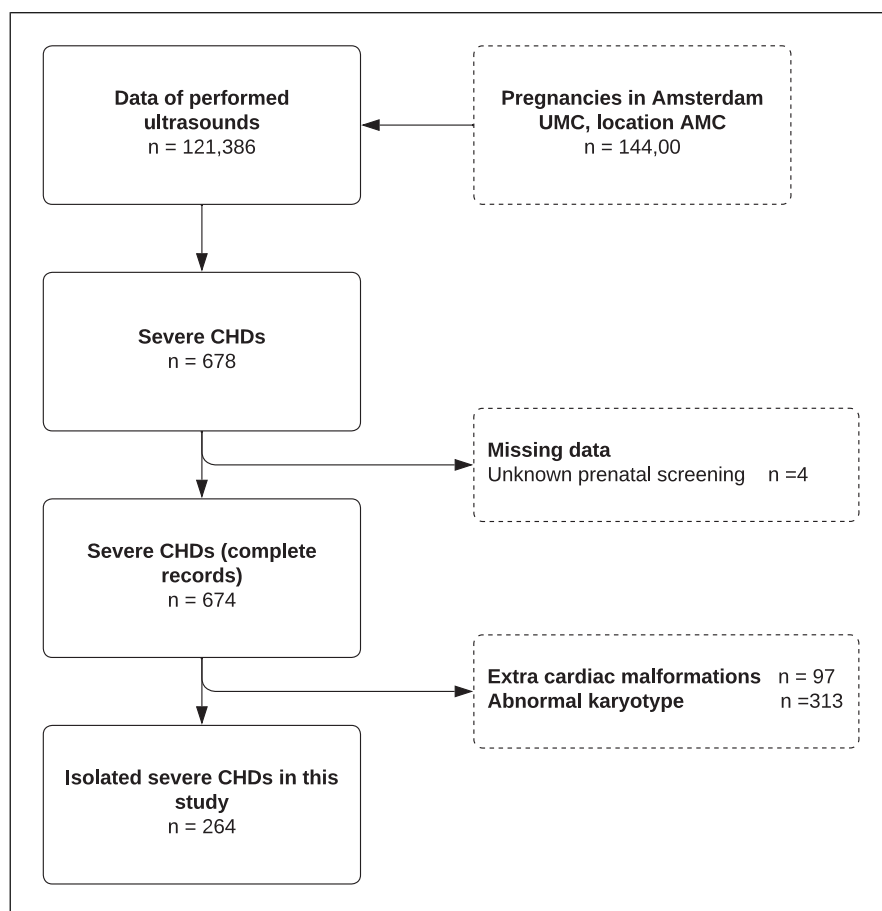 Data of performed
ultrasounds
n = 121,386
Pregnancies in Amsterdam
UMC, location AMC
n = 144,00
Severe CHDs
n = 678
Missing data
Unknown prenatal screening n =4
Severe CHDs (complete
records)
n = 674
Extra cardiac malformations n = 97
Abnormal karyotype n =313
Isolated severe CHDs in this
study
n = 264